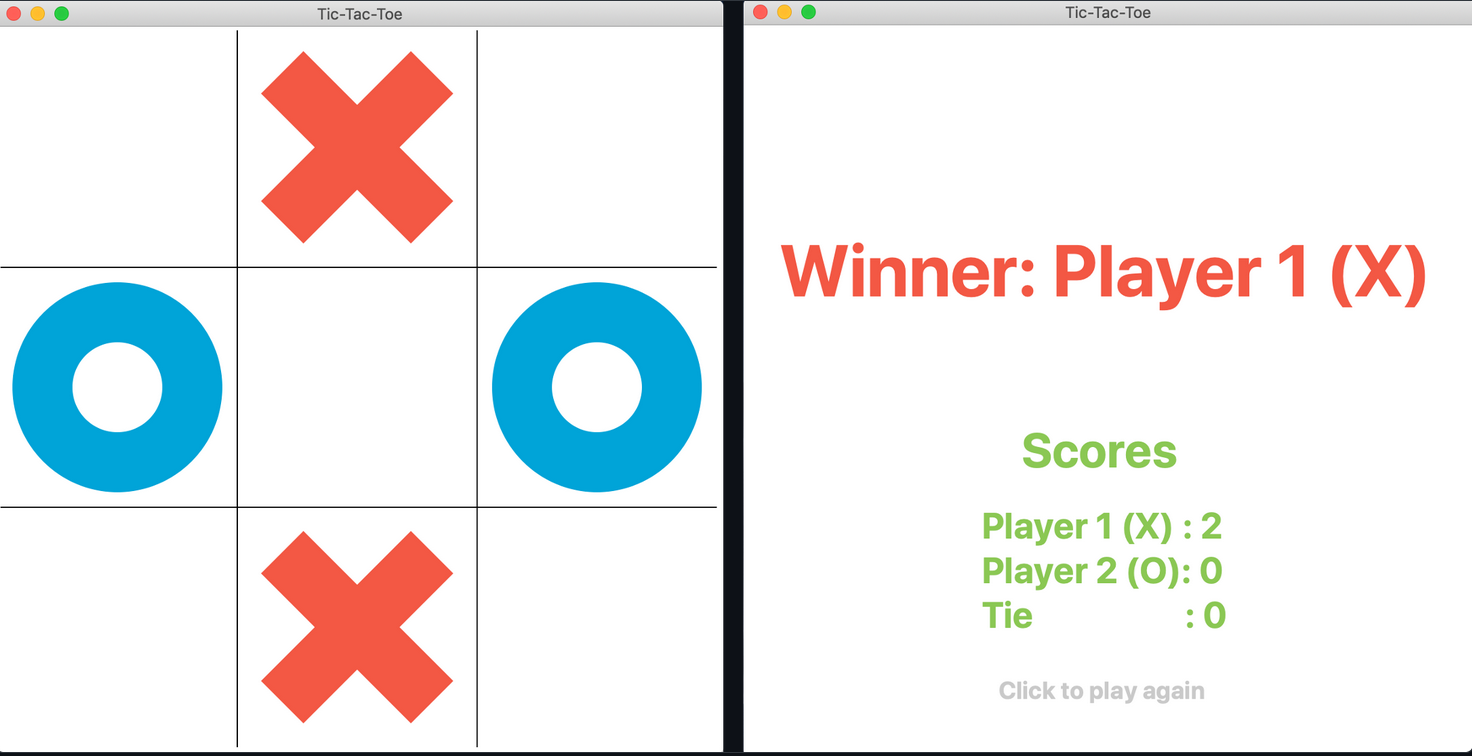 Tic-Tac-Toe
Tic-Tac-Toe
Winner: Player 1 (X)
Scores
Player 1 (X) : 2
Player 2 (O): 0
Tie : 0
Click to play again